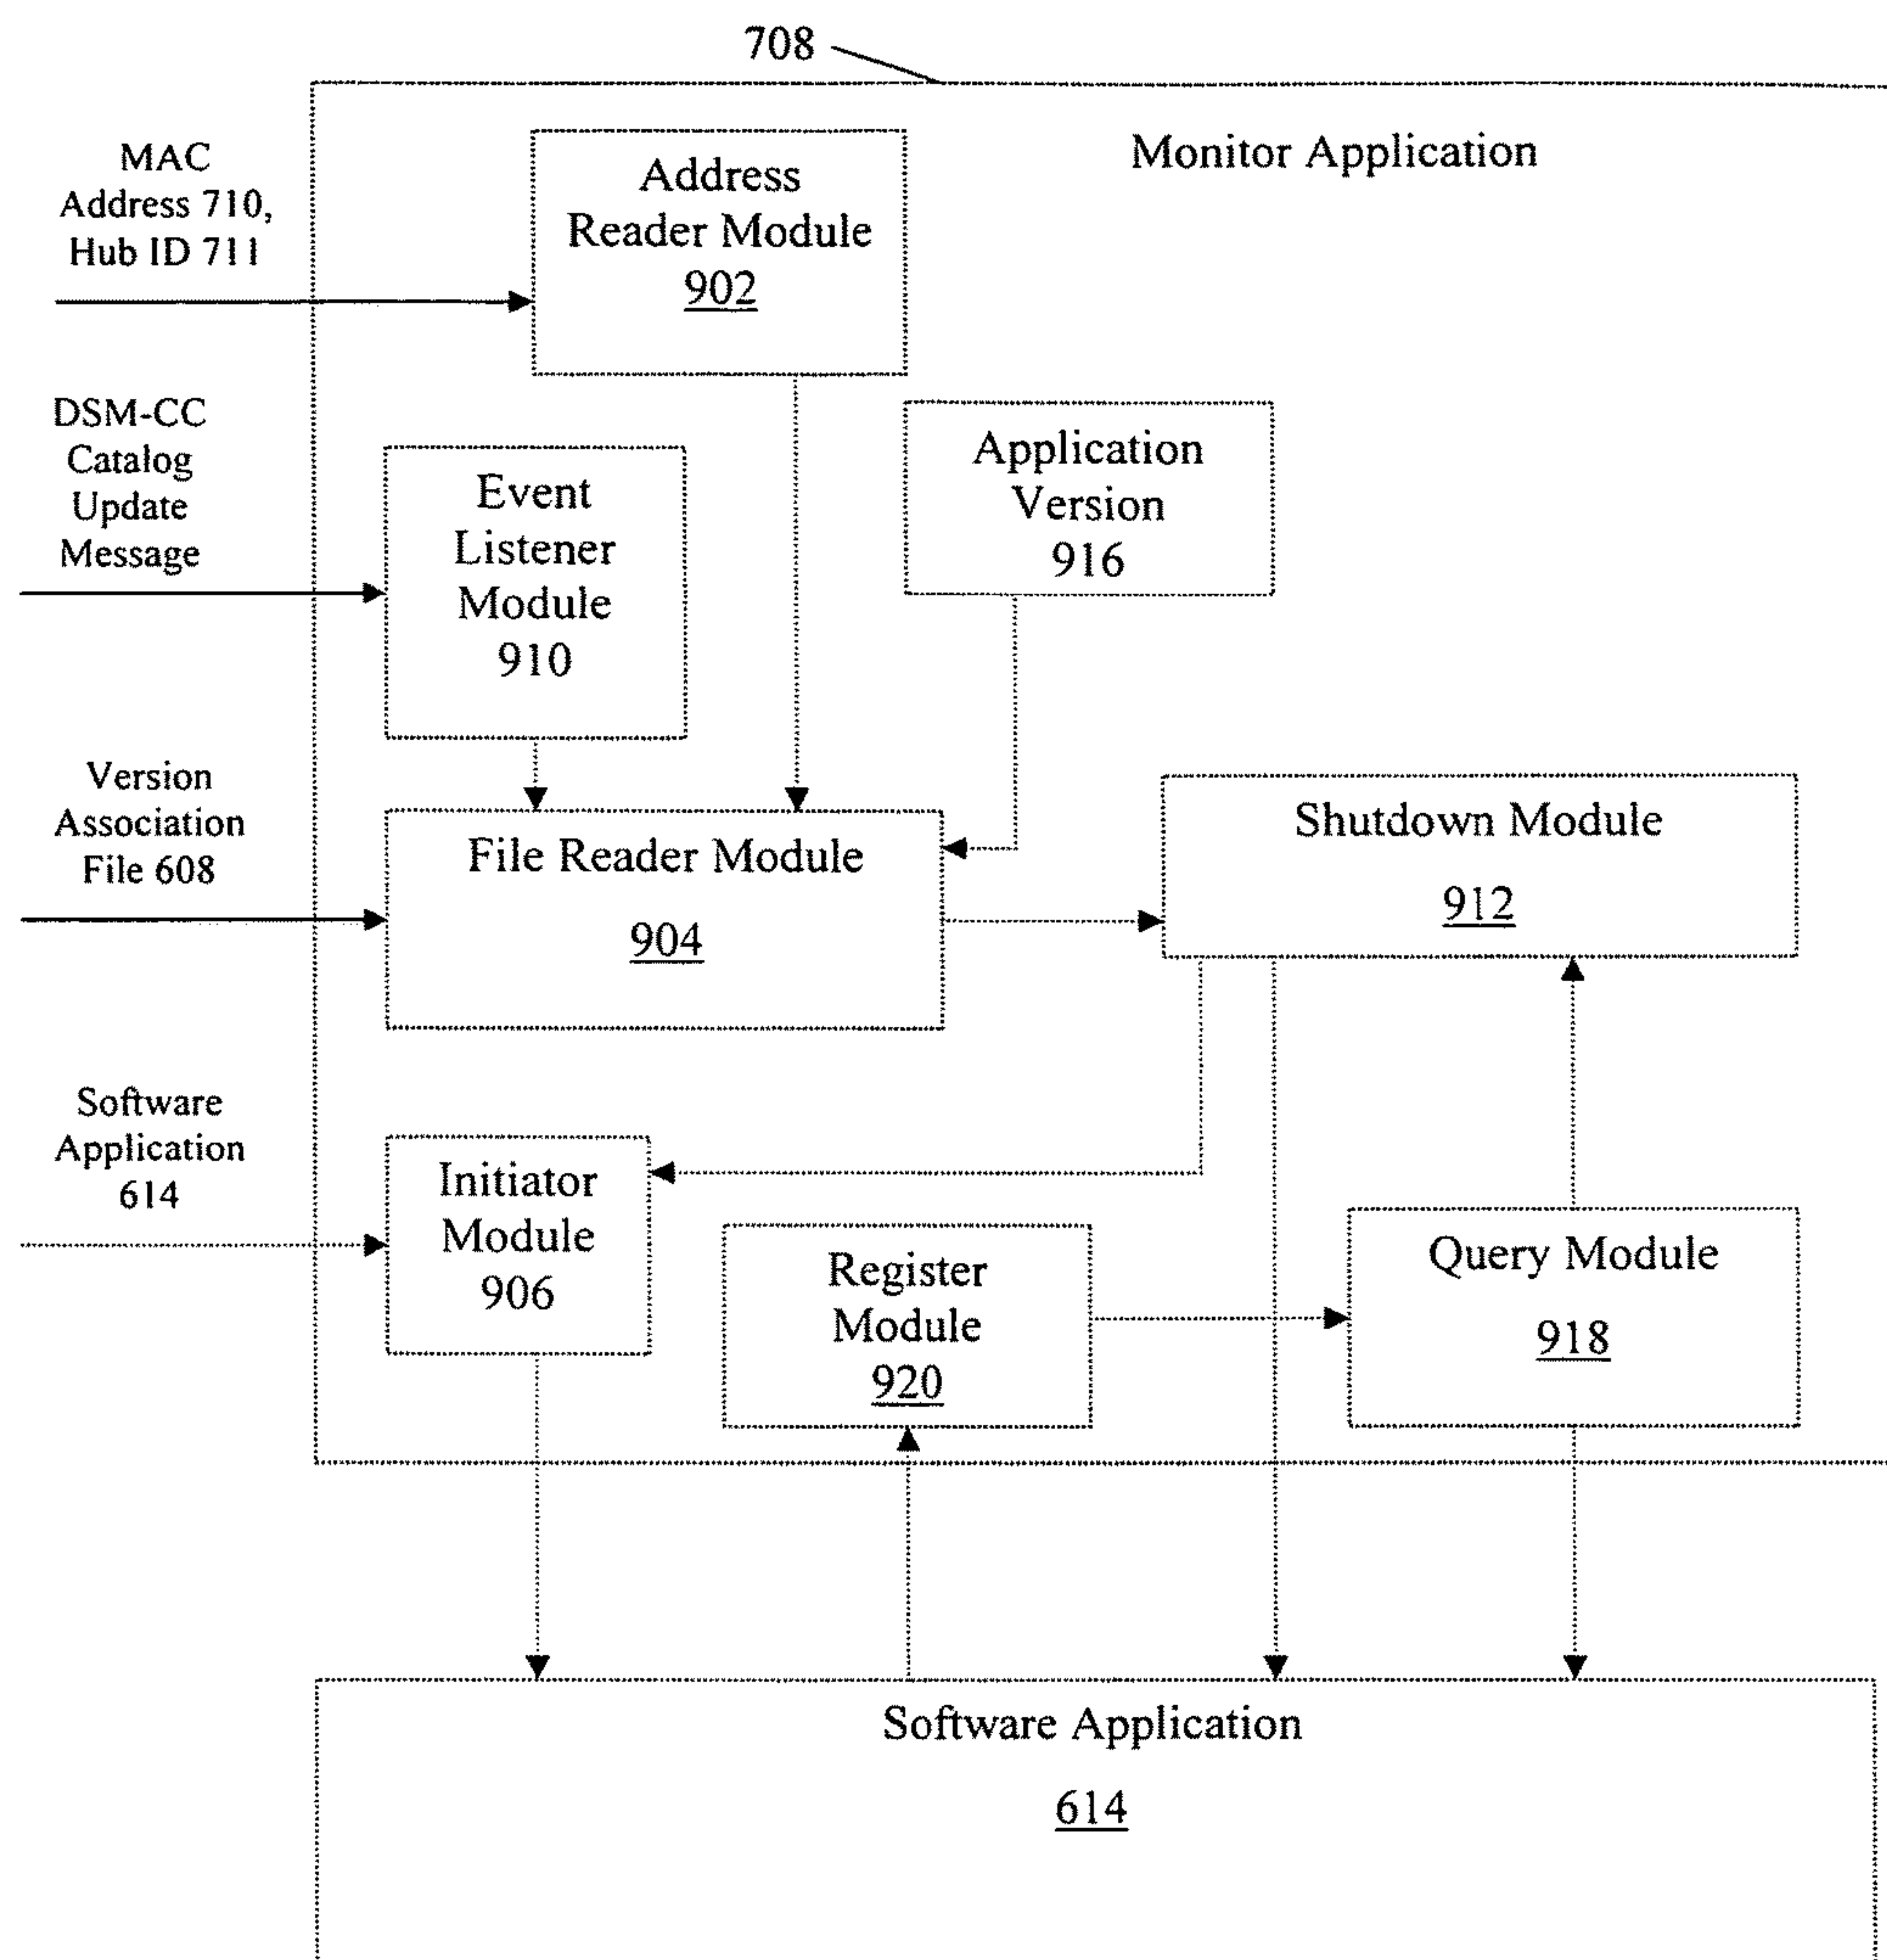 708
Monitor Application
MAC
Address 710,
Hub ID 711
Address
Reader Module
902
DSM-CC
Catalog
Update
Message
Event
Listener
Module
910
Application
Version
916
Version
Association
File 608
File Reader Module
904
Shutdown Module
912
Software
Application
614
Initiator
Module
906
Register
Module
920
Query Module
918
Software Application
614